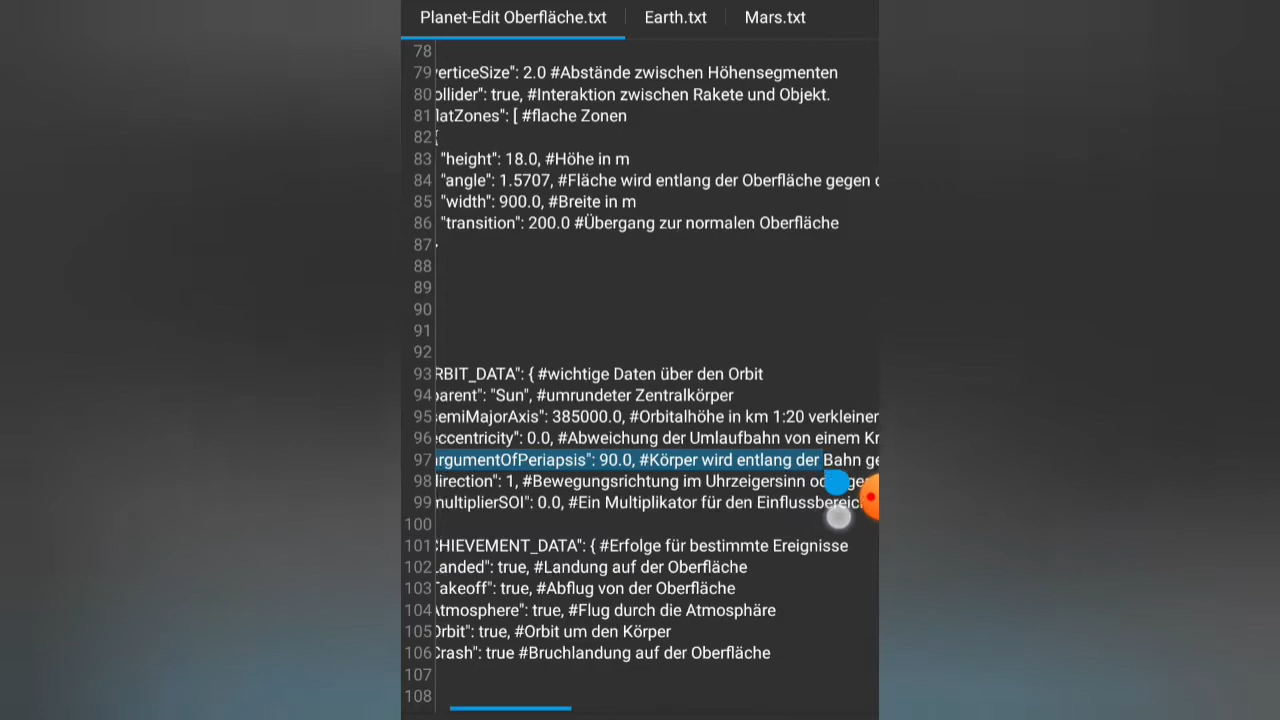 Planet-Edit Oberfläche.txt Earth.txt Mars.txt
78
79 verticeSize": 2.0 #Abstände zwischen Höhensegmenten
80 ollider": true, #Interaktion zwischen Rakete und Objekt.
81 latZones": [ #flache Zonen
82 {
83 "height": 18.0, #Höhe in m
84 "angle": 1.5707, #Fläche wird entlang der Oberfläche gegen d
85 "width": 900.0, #Breite in m
86 "transition": 200.0 #Übergang zur normalen Oberfläche
87
88
89
90
91
92
93 RBIT_DATA": { #wichtige Daten über den Orbit
94 parent": "Sun", #umrundeter Zentralkörper
95 semiMajorAxis": 385000.0, #Orbitalhöhe in km 1:20 verkleiner
96 eccentricity": 0.0, #Abweichung der Umlaufbahn von einem Kr
97 argumentOfPeriapsis": 90.0, #Körper wird entlang der Bahn ge
98 direction": 1, #Bewegungsrichtung im Uhrzeigersinn
99 multiplierSOI": 0.0, #Ein Multiplikator für den Einflussbereic
100
101 CHIEVEMENT_DATA": { #Erfolge für bestimmte Ereignisse
102 Landed": true, #Landung auf der Oberfläche
103 Takeoff": true, #Abflug von der Oberfläche
104 Atmosphere": true, #Flug durch die Atmosphäre
105 Orbit": true, #Orbit um den Körper
106 Crash": true #Bruchlandung auf der Oberfläche
107
108